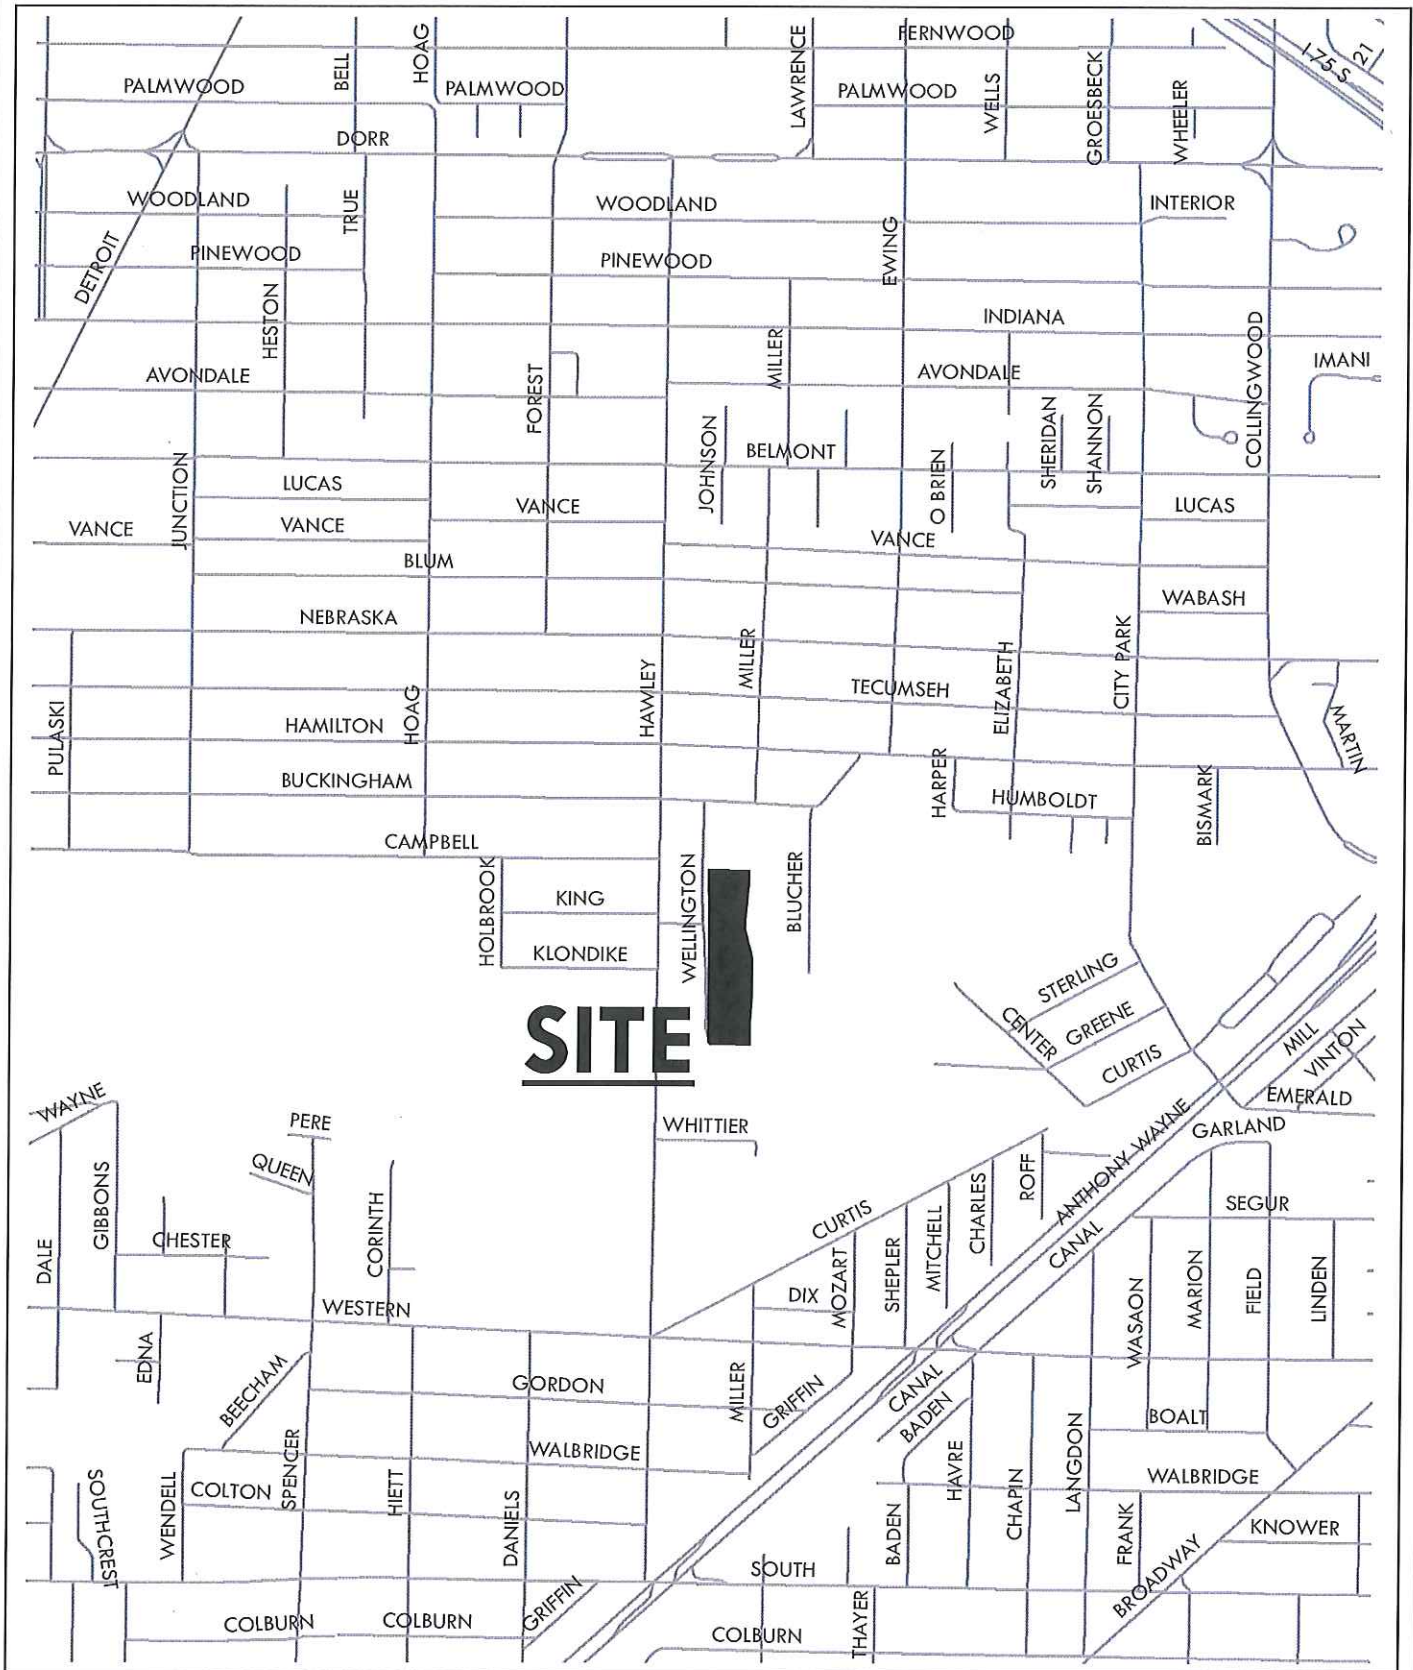 FERNWOOD
LAWRENCE
HOAG
BELL
I-75 S
21
PALMWOOD
PALMWOOD
PALMWOOD
WELLS
GROESBECK
WHEELER
DORR
WOODLAND
TRUE
WOODLAND
INTERIOR
EWING
DETROIT
PINEWOOD
PINEWOOD
HESTON
INDIANA
MILLER
COLLINGWOOD
IMANI
AVONDALE
FOREST
AVONDALE
JOHNSON
SHERIDAN
SHANNON
BELMONT
JUNCTION
LUCAS
O BRIEN
VANCE
LUCAS
VANCE
VANCE
VANCE
BLUM
WABASH
NEBRASKA
MILLER
CITY PARK
HAWLEY
ELIZABETH
TECUMSEH
PULASKI
HOAG
HAMILTON
MARTIN
BUCKINGHAM
HARPER
HUMBOLDT
BISMARK
CAMPBELL
HOLBROOK
KING
WELLINGTON
BLUCHER
KLONDIKE
STERLING
SITE
CENTER
GREENE
CURTIS
MILL
VINTON
WAYNE
EMERALD
PERE
WHITTIER
GARLAND
ANTHONY WAYNE
QUEEN
GIBBONS
CORINTH
ROFF
CHARLES
SEGUR
CURTIS
MITCHELL
CHESTER
DALE
CANAL
SHEPLER
MOZART
DIX
WASAON
MARION
FIELD
LINDEN
WESTERN
EDNA
BEECHAM
GORDON
MILLER
GRIFFIN
CANAL
BADEN
BOALT
WALBRIDGE
SPENCER
HAVRE
LANGDON
WALBRIDGE
SOUTHCREST
WENDELL
COLTON
HIETT
DANIELS
CHAPIN
BADEN
FRANK
KNOWER
BROADWAY
SOUTH
GRIFFIN
COLBURN
COLBURN
COLBURN
THAYER